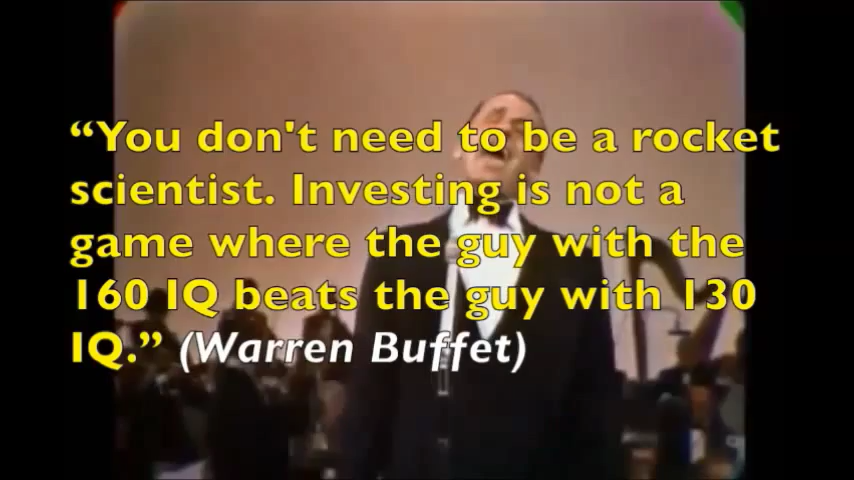 “You don't need to be a rocket
scientist. Investing is not a
game where the guy with the
160 IQ beats the guy with 130
IQ.” (Warren Buffet)